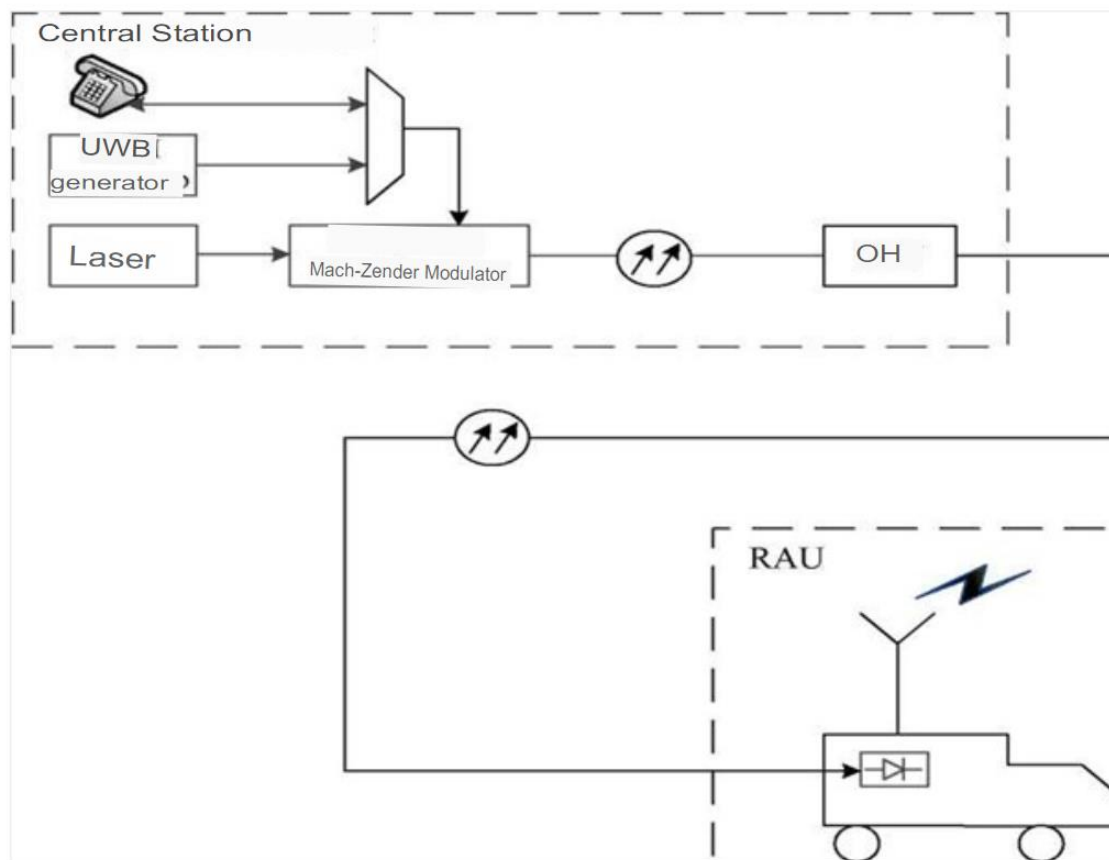 Central Station
UWB
generator
Laser
Mach-Zender Modulator
OH
RAU